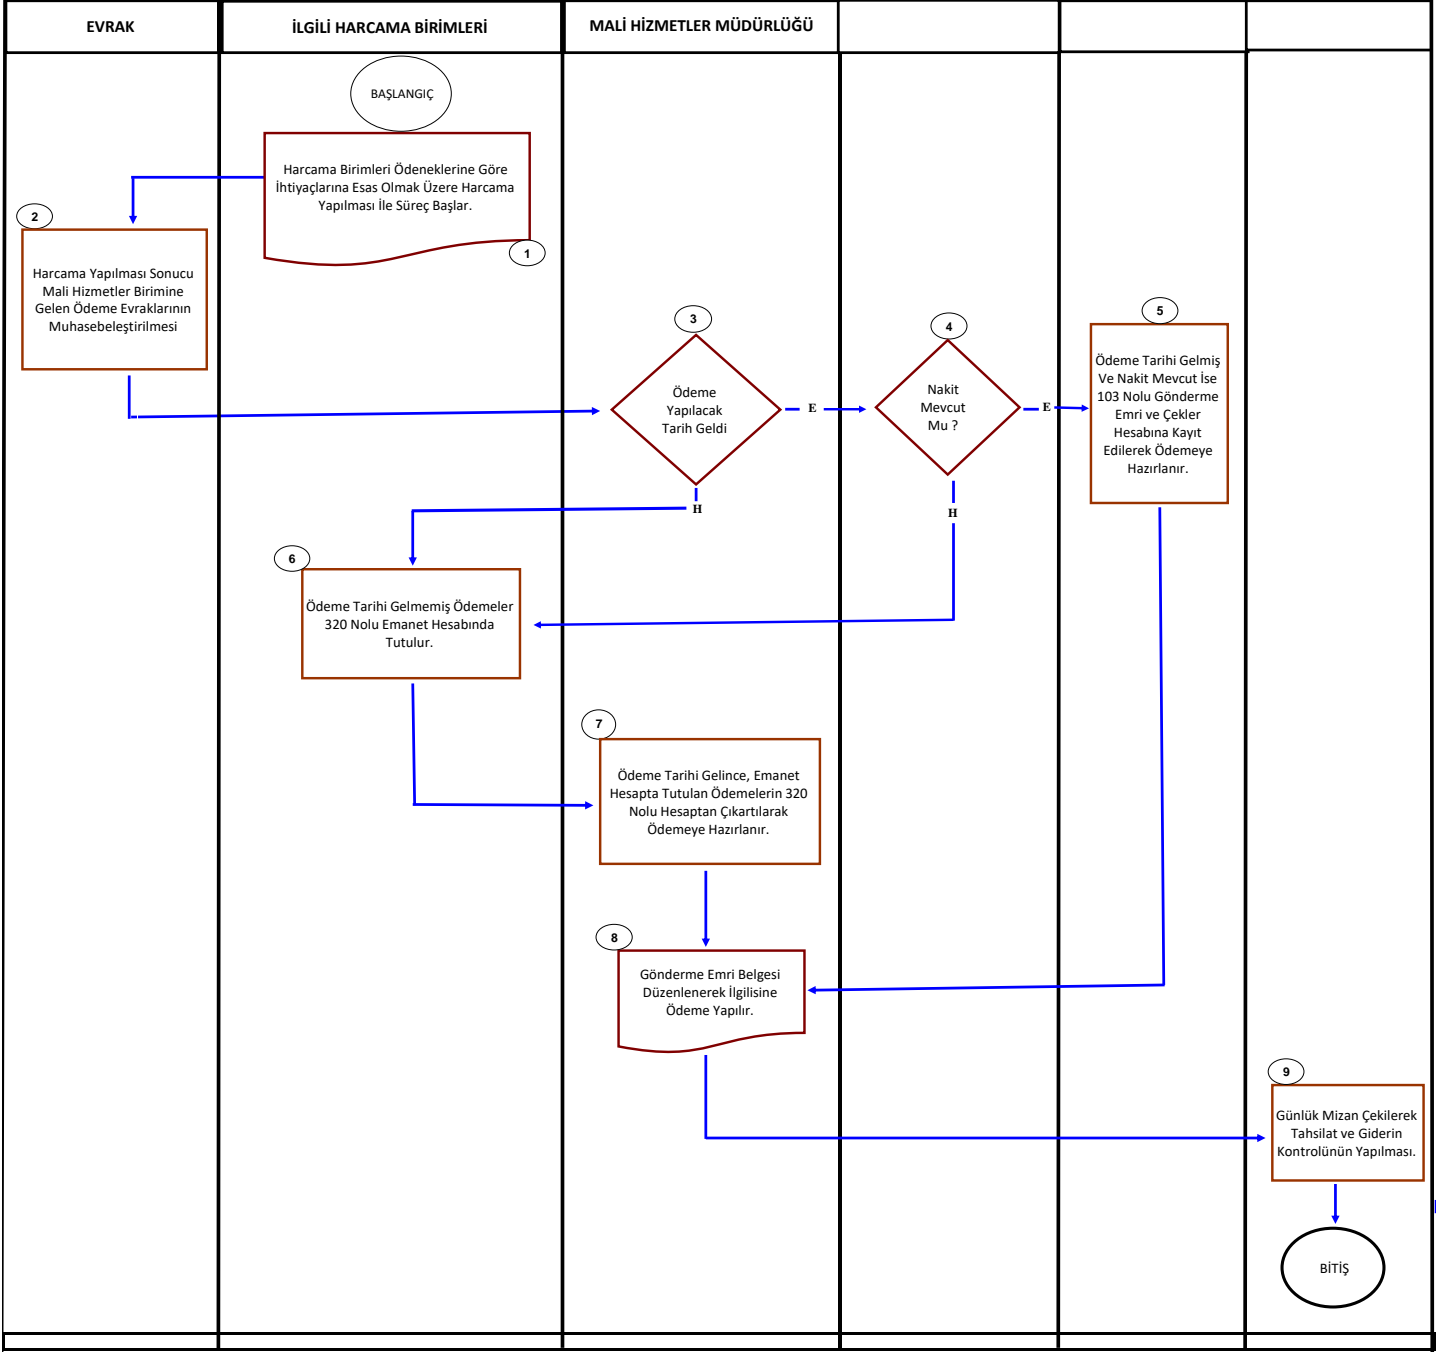 EVRAK
İLGİLİ HARCAMA BİRİMLERİ
MALİ HİZMETLER MÜDÜRLÜĞÜ
BAŞLANGIÇ
Harcama Birimleri Ödeneklerine Göre
İhtiyaçlarına Esas Olmak Üzere Harcama
Yapılması İle Süreç Başlar.
1
2
Harcama Yapılması Sonucu
Mali Hizmetler Birimine
Gelen Ödeme Evraklarının
Muhasebeleştirilmesi
3
Ödeme
Yapılacak
Tarih Geldi
E
H
4
Nakit
Mevcut
Mu ?
E
H
5
Ödeme Tarihi Gelmiş
Ve Nakit Mevcut İse
103 Nolu Gönderme
Emri ve Çekler
Hesabına Kayıt
Edilerek Ödemeye
Hazırlanır.
6
Ödeme Tarihi Gelmemiş Ödemeler
320 Nolu Emanet Hesabında
Tutulur.
7
Ödeme Tarihi Gelince, Emanet
Hesapta Tutulan Ödemelerin 320
Nolu Hesaptan Çıkartılarak
Ödemeye Hazırlanır.
8
Gönderme Emri Belgesi
Düzenlenerek İlgilisine
Ödeme Yapılır.
9
Günlük Mizan Çekilerek
Tahsilat ve Giderin
Kontrolünün Yapılması.
BİTİŞ